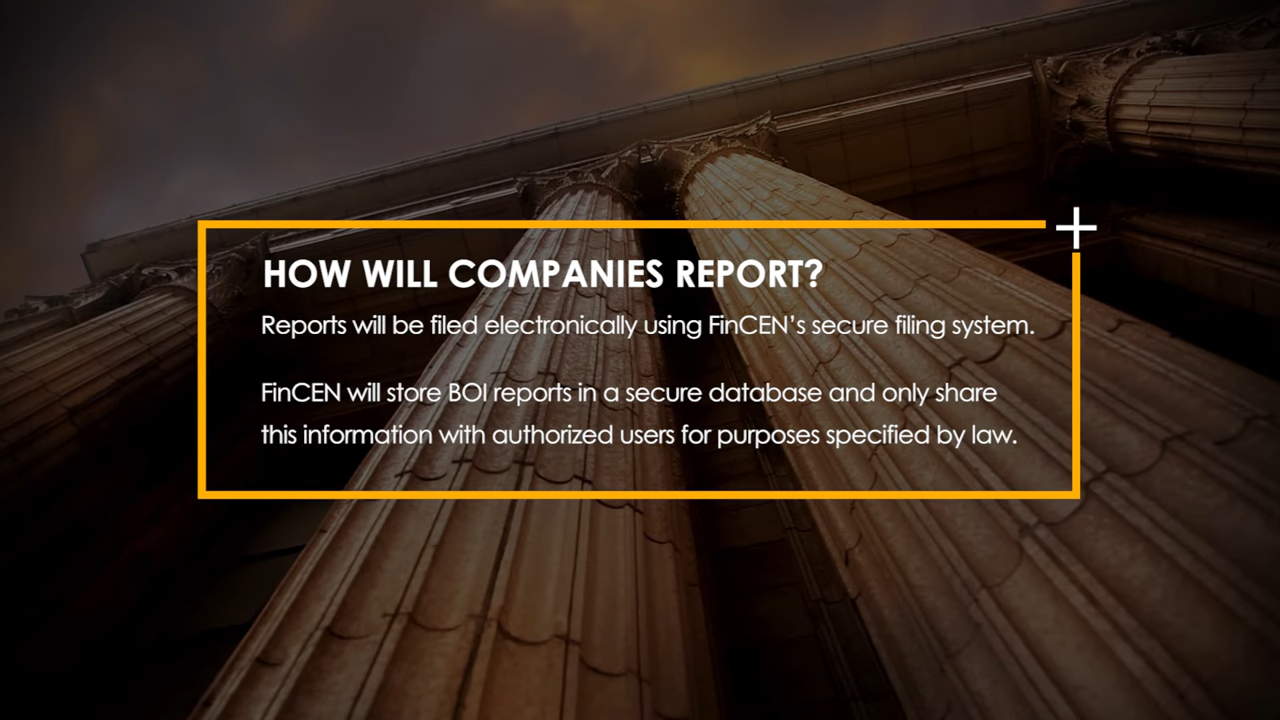 HOW WILL COMPANIES REPORT?
Reports will be filed electronically using FinCEN’s secure filing system.
FinCEN will store BOI reports in a secure database and only share
this information with authorized users for purposes specified by law.